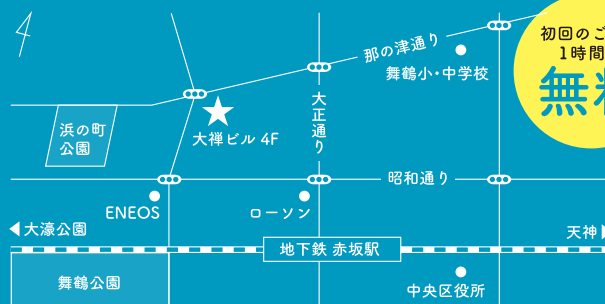 那の津通り
舞鶴小・中学校
初回のご
1時間
無料
大正通り
大禅ビル 4F
浜の町
公園
昭和通り
ENEOS
ローソン
大濠公園
天神
地下鉄 赤坂駅
舞鶴公園
中央区役所